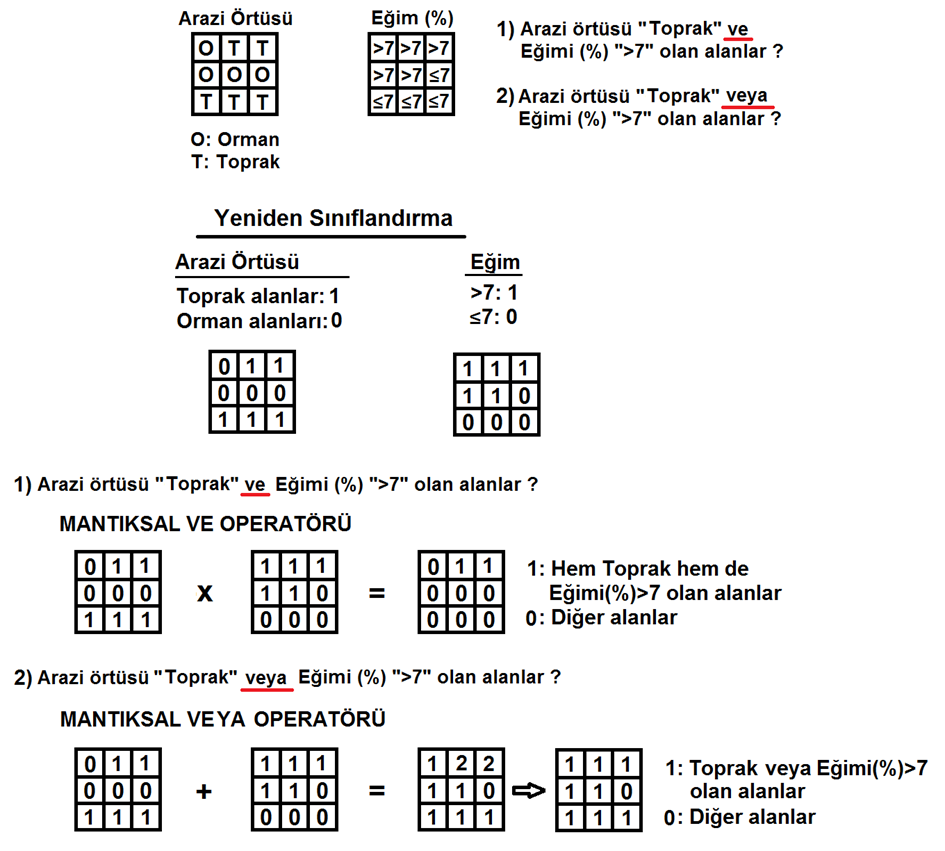 Arazi Örtüsü
O T T
O O O
T T T
O: Orman
T: Toprak
Eğim (%)
>7 >7 >7
>7 >7 ≤7
≤7 ≤7 ≤7
1) Arazi örtüsü "Toprak" ve
Eğimi (%) ">7" olan alanlar ?
2) Arazi örtüsü "Toprak" veya
Eğimi (%) ">7" olan alanlar ?
Yeniden Sınıflandırma
Arazi Örtüsü
Toprak alanlar: 1
Orman alanları: 0
0 1 1
0 0 0
1 1 1
Eğim
>7: 1
≤7: 0
1 1 1
1 1 0
0 0 0
1) Arazi örtüsü "Toprak" ve Eğimi (%) ">7" olan alanlar ?
MANTIKSAL VE OPERATÖRÜ
0 1 1 1 1 1 0 1 1
0 0 0 x 1 1 0 = 0 0 0
1 1 1 0 0 0 0 0 0
1: Hem Toprak hem de
Eğimi(%)>7 olan alanlar
0: Diğer alanlar
2) Arazi örtüsü "Toprak" veya Eğimi (%) ">7" olan alanlar ?
MANTIKSAL VEYA OPERATÖRÜ
0 1 1 1 1 1 1 2 2 1 1 1
0 0 0 + 1 1 0 = 1 1 0 ⇨ 1 1 0
1 1 1 0 0 0 1 1 1 1 1 1
1: Toprak veya Eğimi(%)>7
olan alanlar
0: Diğer alanlar